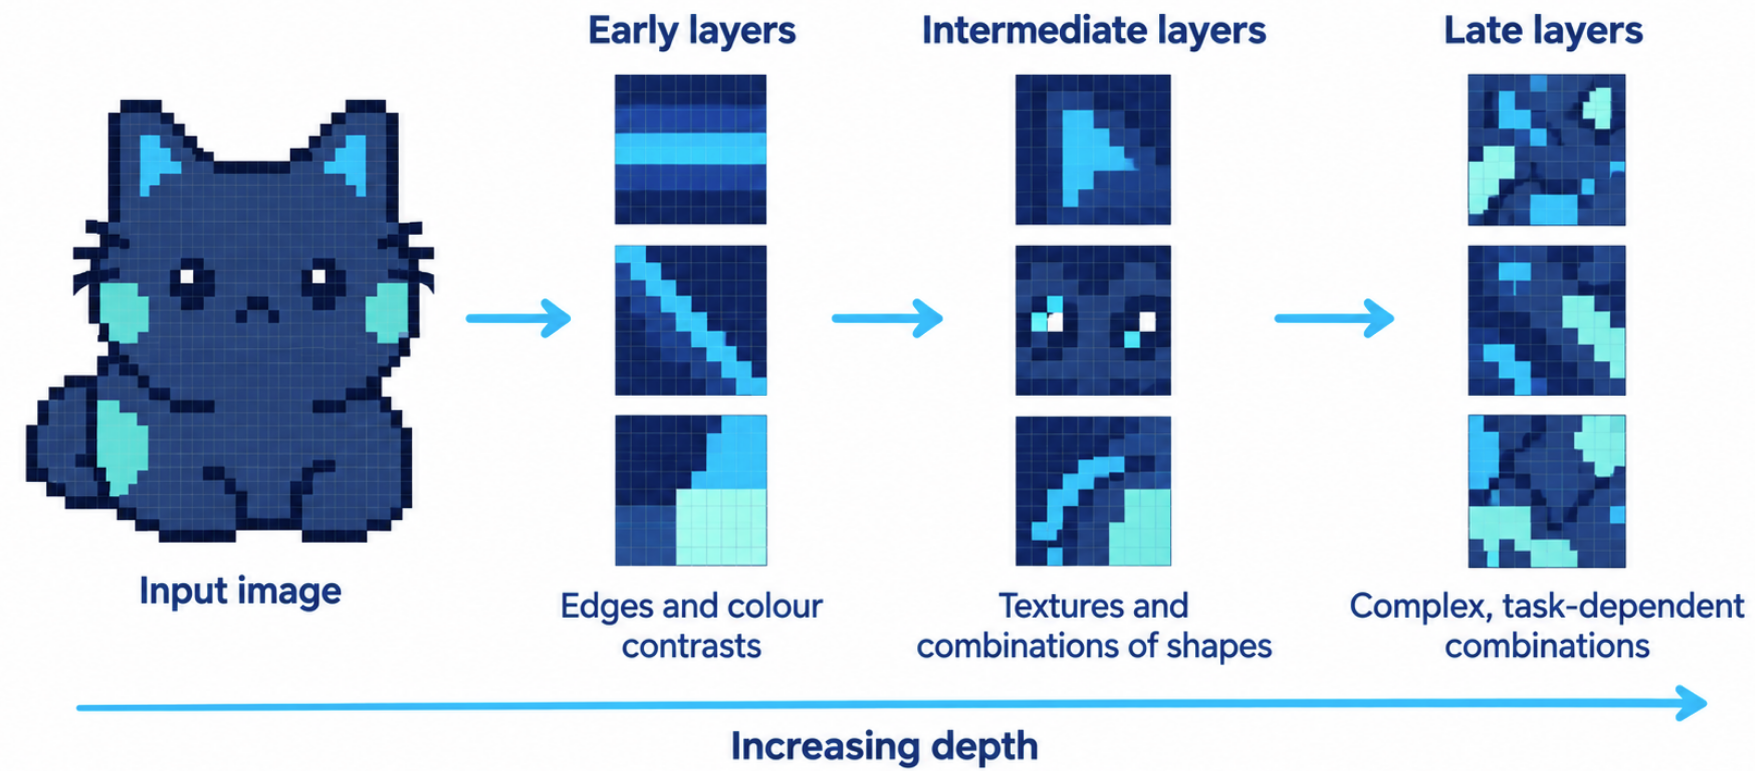 Early layers
Intermediate layers
Late layers
Input image
Edges and colour
contrasts
Textures and
combinations of shapes
Complex, task-dependent
combinations
Increasing depth